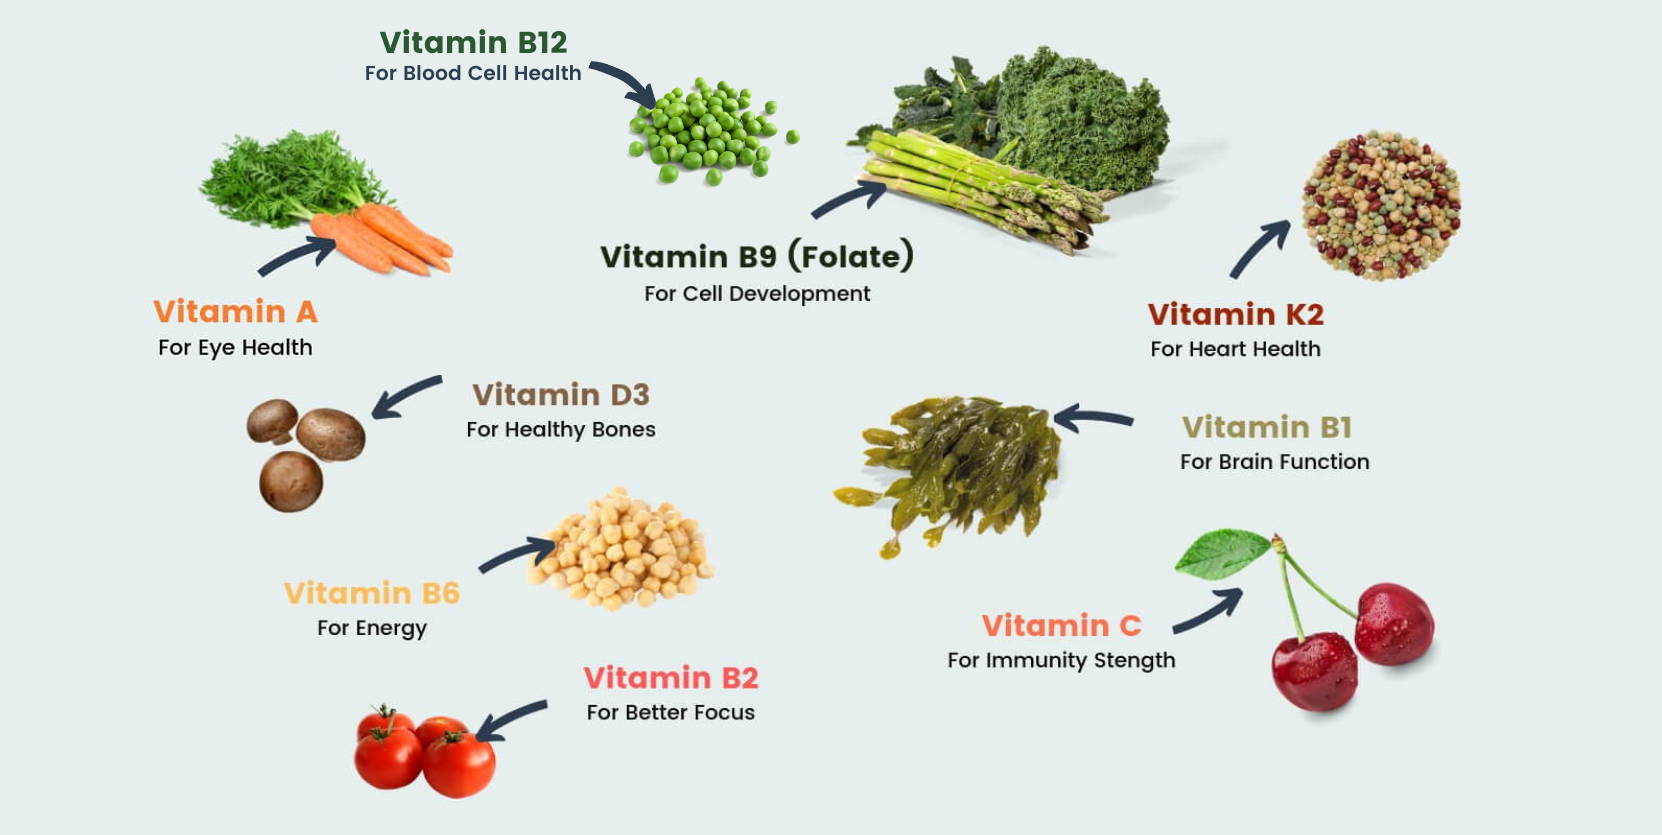 Vitamin B12
For Blood Cell Health
Vitamin B9 (Folate)
For Cell Development
Vitamin A
For Eye Health
Vitamin K2
For Heart Health
Vitamin D3
For Healthy Bones
Vitamin B1
For Brain Function
Vitamin B6
For Energy
Vitamin C
For Immunity Stength
Vitamin B2
For Better Focus